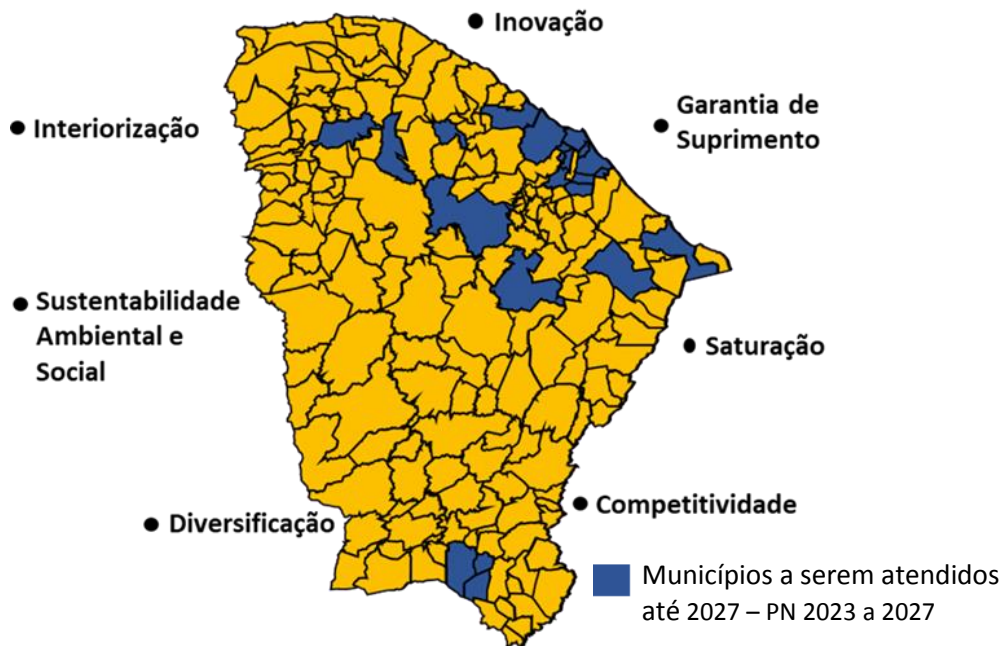 ● Inovação
● Interiorização
Garantia de
● Suprimento
● Sustentabilidade
Ambiental e
Social
● Saturação
● Diversificação
● Competitividade
Municípios a serem atendidos
até 2027 – PN 2023 a 2027